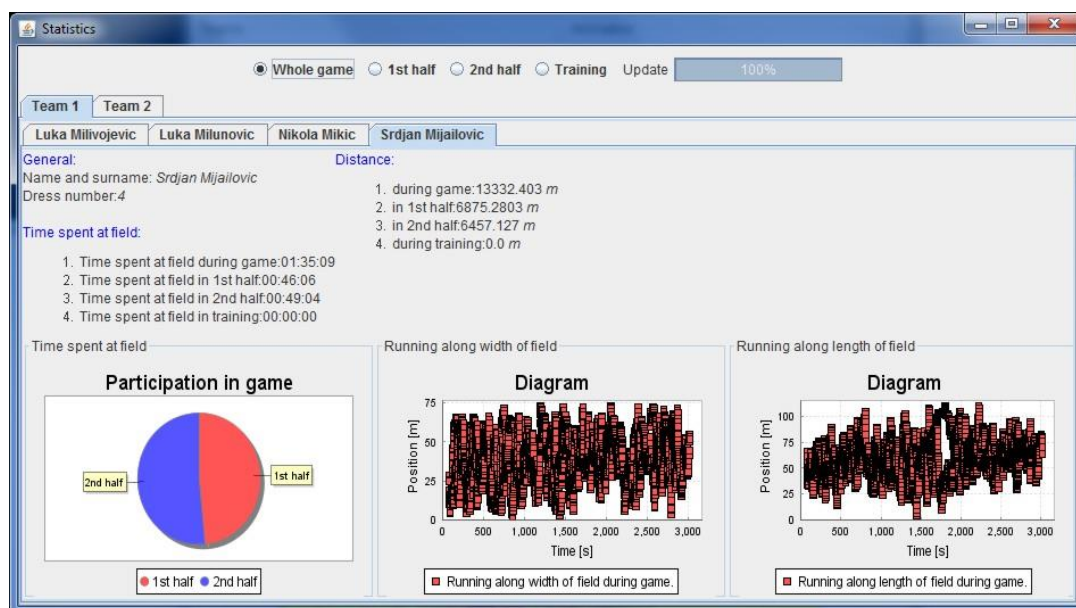 Statistics
Whole game 1st half 2nd half Training Update 100%
Team 1 Team 2
Luka Milivojevic Luka Milunovic Nikola Mikic Srdjan Mijailovic
General:
Name and surname: Srdjan Mijailovic
Dress number:4
Time spent at field:
1. Time spent at field during game:01:35:09
2. Time spent at field in 1st half:00:46:06
3. Time spent at field in 2nd half:00:49:04
4. Time spent at field in training:00:00:00
Distance:
1. during game:13332.403 m
2. in 1st half:6875.2803 m
3. in 2nd half:6457.127 m
4. during training:0.0 m
Time spent at field
Participation in game
2nd half
1st half
1st half 2nd half
Running along width of field
Diagram
Position [m]
75
50
25
0
0 500 1,000 1,500 2,000 2,500 3,000
Time [s]
Running along width of field during game.
Running along length of field
Diagram
Position [m]
100
75
50
25
0
0 500 1,000 1,500 2,000 2,500 3,000
Time [s]
Running along length of field during game.